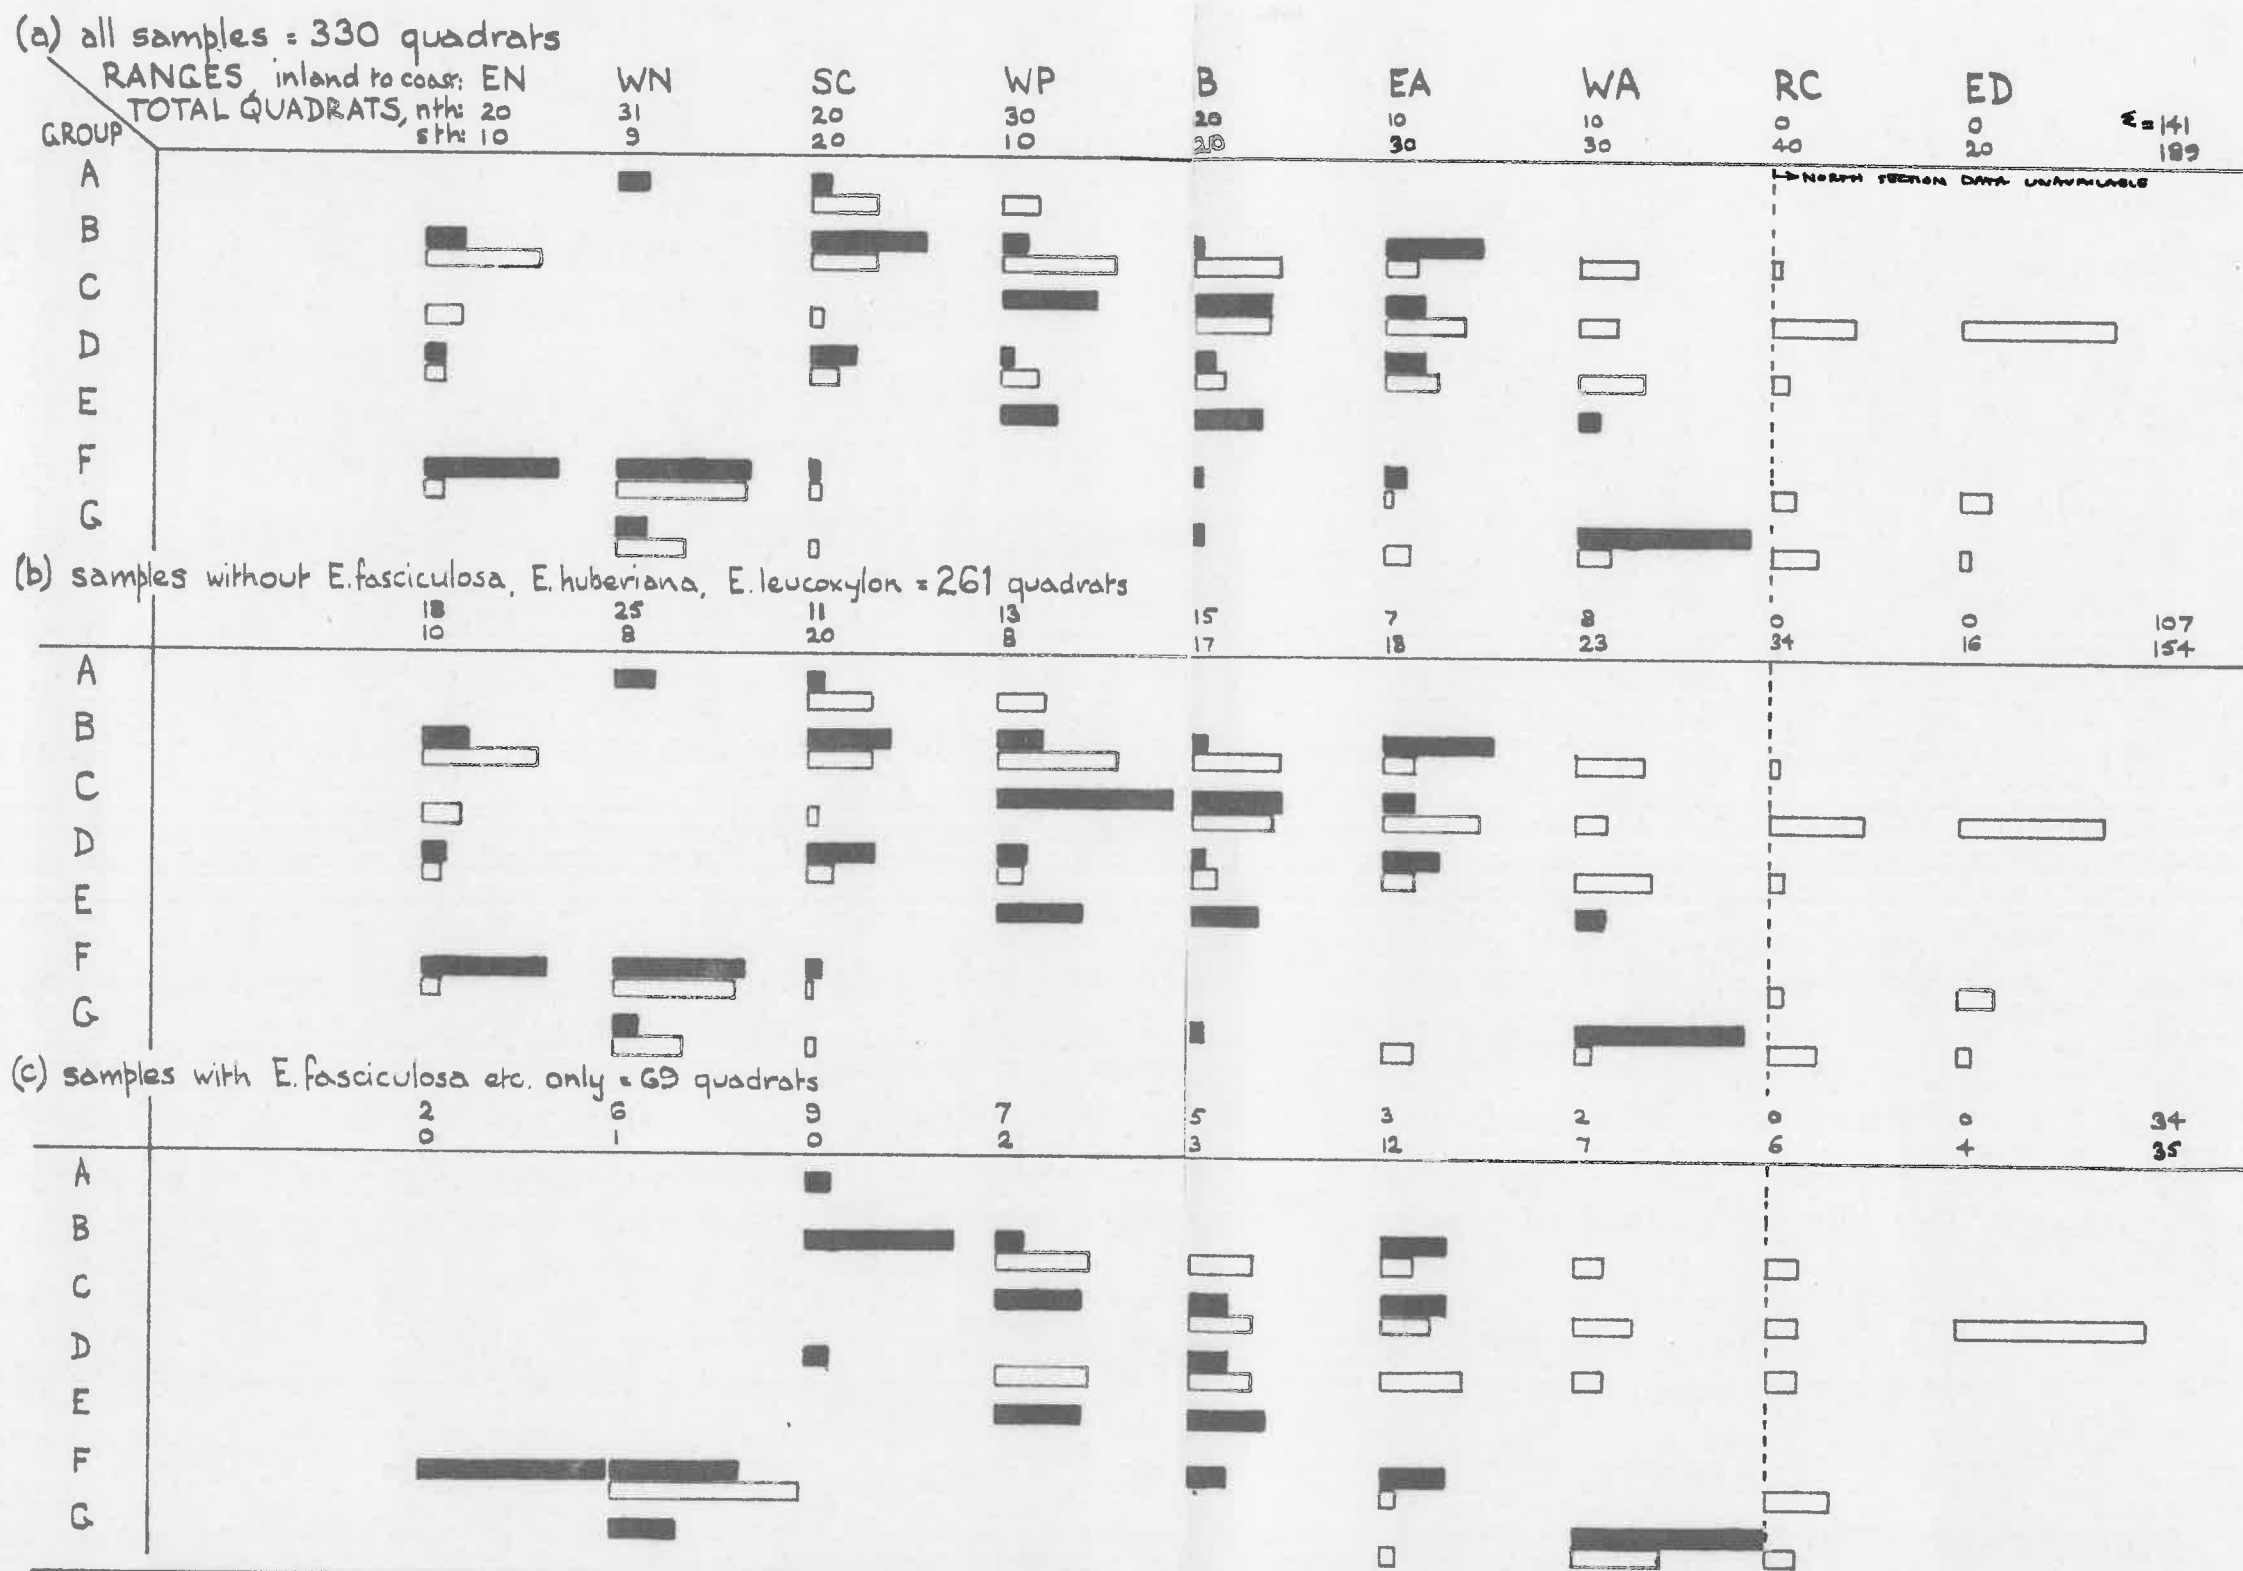 (a) all samples = 330 quadrats
RANGES, inland to coast: EN WN SC WP B EA WA RC ED
TOTAL QUADRATS, nth: 20 31 20 30 20 10 10 0 0 Σ = 141
GROUP sth: 10 9 20 10 20 30 30 40 20 189
A
NORTH SECTION DATA UNAVAILABLE
B
C
D
E
F
G
(b) samples without E.fasciculosa, E.huberiana, E.leucoxylon = 261 quadrats
18 25 11 13 15 7 8 0 0 107
10 8 20 8 17 18 23 34 16 154
A
B
C
D
E
F
G
(c) samples with E.fasciculosa etc. only = 69 quadrats
2 6 9 7 5 3 2 0 0 34
0 1 0 2 3 12 7 6 4 35
A
B
C
D
E
F
G